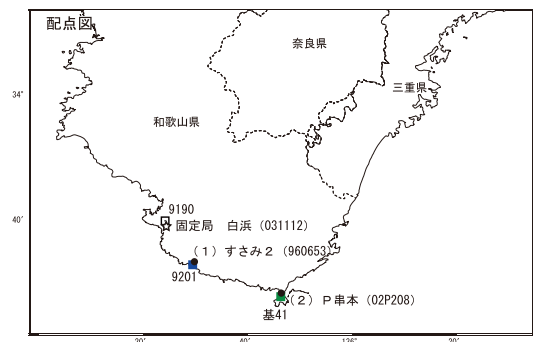 配点図
奈良県
34°
三重県
和歌山県
9190
40'
固定局 白浜（031112）
（１）すさみ２（960653）
9201
（２）Ｐ串本（02P208）
基41
20'
40'
136°
20'